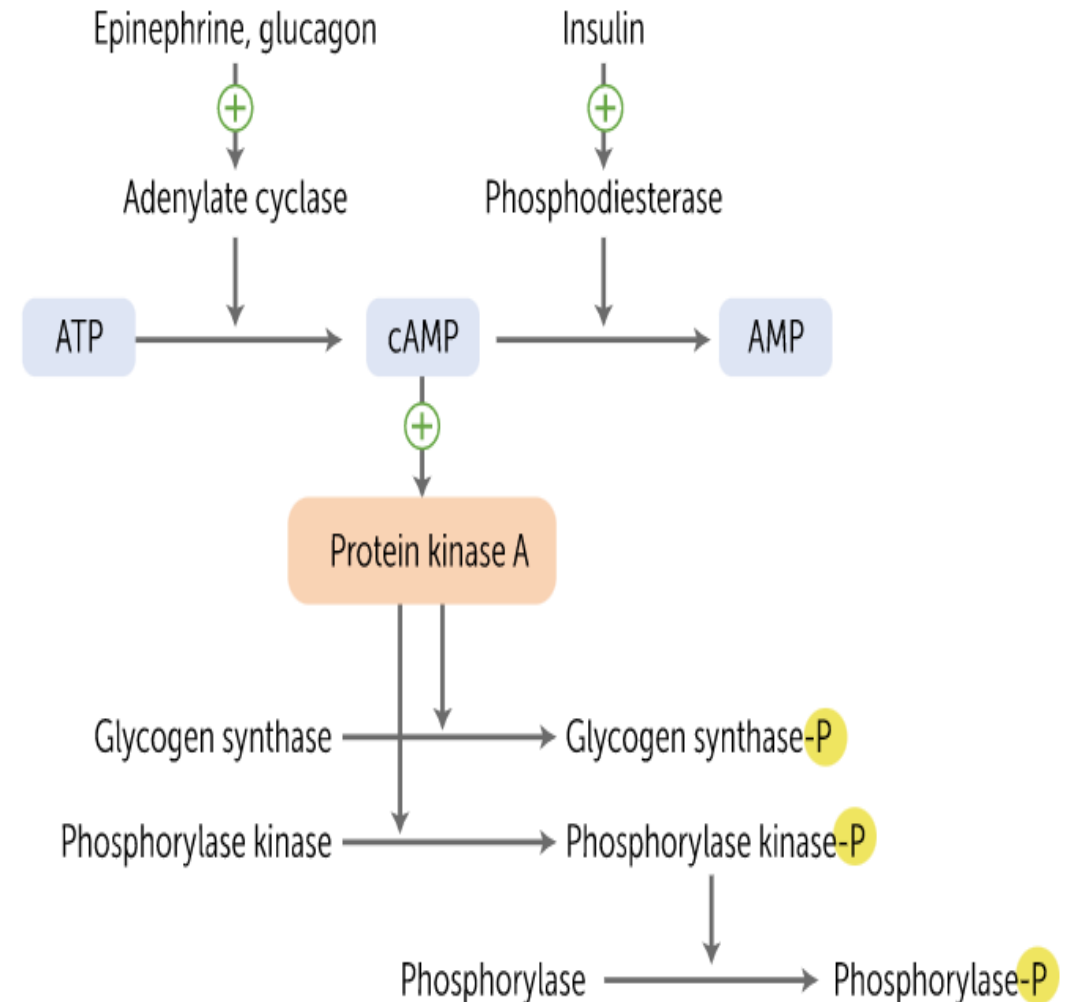 Epinephrine, glucagon
Insulin
+
+
Adenylate cyclase
Phosphodiesterase
ATP
cAMP
AMP
+
Protein kinase A
Glycogen synthase
Glycogen synthase-P
Phosphorylase kinase
Phosphorylase kinase-P
Phosphorylase
Phosphorylase-P